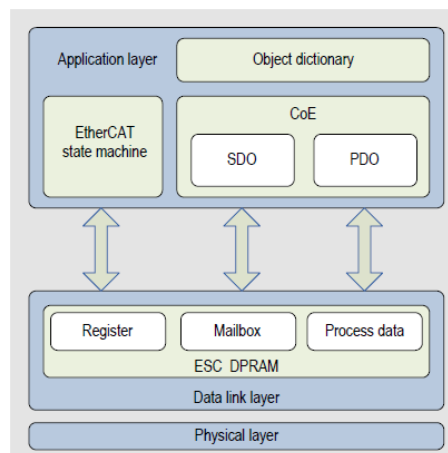 Application layer
Object dictionary
EtherCAT
state machine
CoE
SDO
PDO
Register
Mailbox
Process data
ESC DPRAM
Data link layer
Physical layer